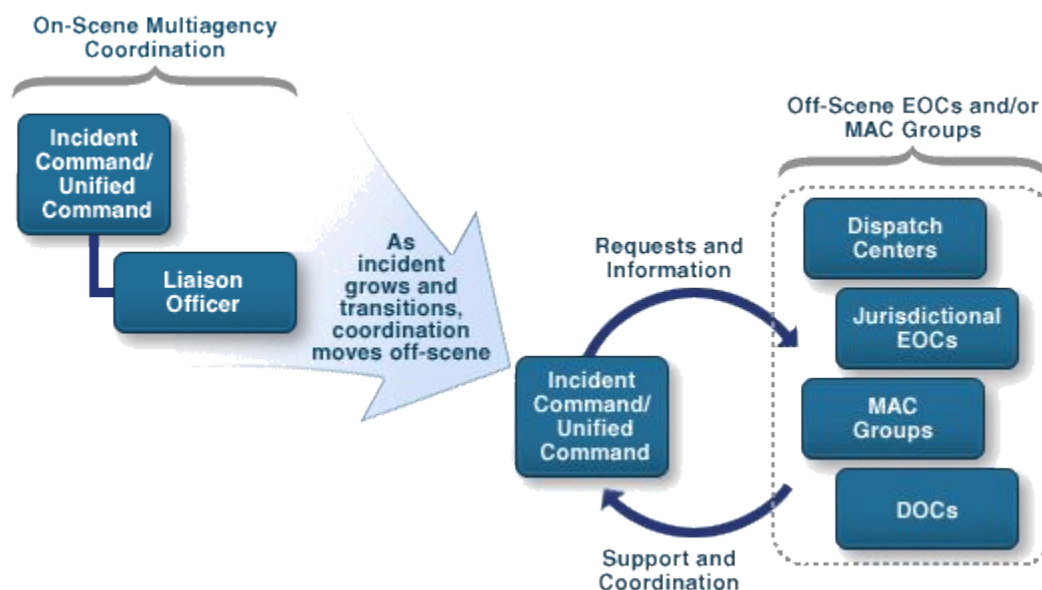 On-Scene Multiagency
Coordination
Incident
Command/
Unified
Command
Liaison
Officer
As
incident
grows and
transitions,
coordination
moves off-scene
Requests and
Information
Incident
Command/
Unified
Command
Support and
Coordination
Off-Scene EOCs and/or
MAC Groups
Dispatch
Centers
Jurisdictional
EOCs
MAC
Groups
DOCs